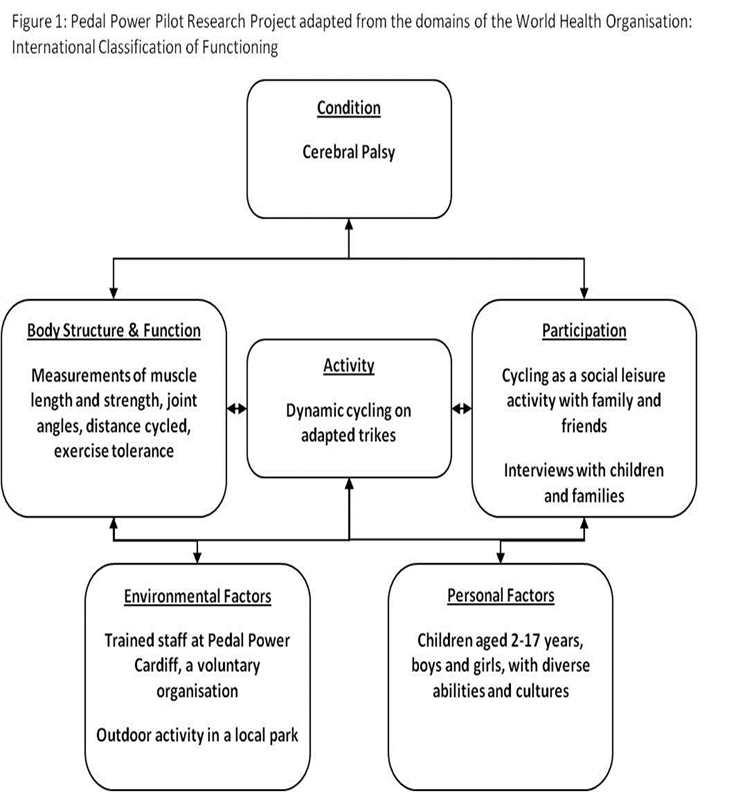 Figure 1: Pedal Power Pilot Research Project adapted from the domains of the World Health Organisation:
International Classification of Functioning
Condition
Cerebral Palsy
Body Structure & Function
Measurements of muscle
length and strength, joint
angles, distance cycled,
exercise tolerance
Activity
Dynamic cycling on
adapted trikes
Participation
Cycling as a social leisure
activity with family and
friends
Interviews with children
and families
Environmental Factors
Trained staff at Pedal Power
Cardiff, a voluntary
organisation
Outdoor activity in a local park
Personal Factors
Children aged 2-17 years,
boys and girls, with diverse
abilities and cultures